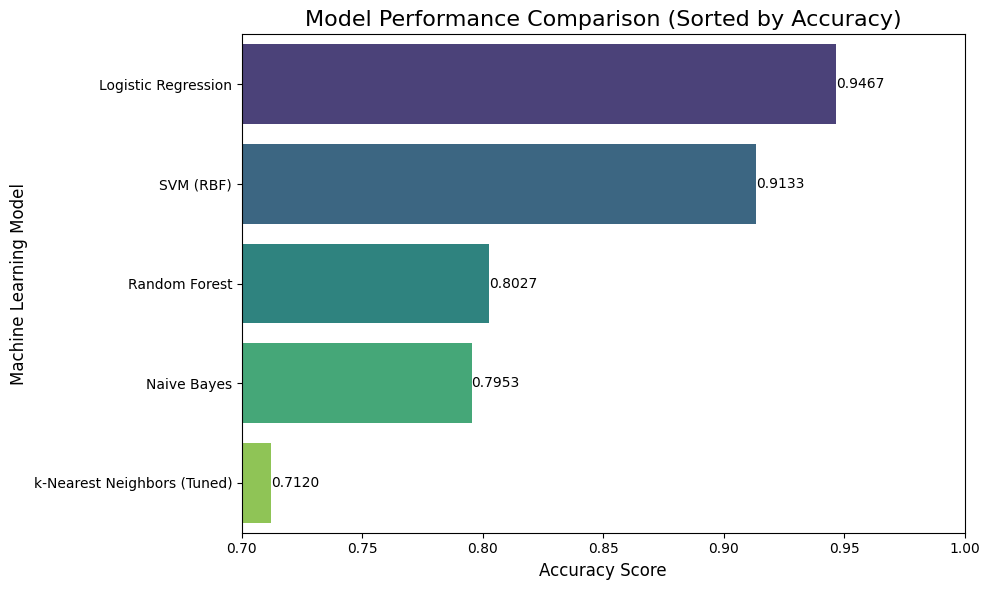 Model Performance Comparison (Sorted by Accuracy)
Machine Learning Model
Logistic Regression
0.9467
SVM (RBF)
0.9133
Random Forest
0.8027
Naive Bayes
0.7953
k-Nearest Neighbors (Tuned)
0.7120
0.70 0.75 0.80 0.85 0.90 0.95 1.00
Accuracy Score